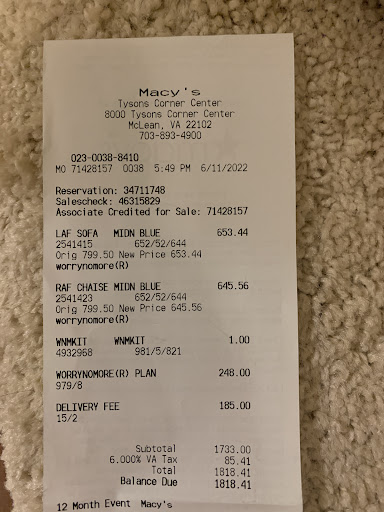 Macy's
Tysons Corner Center
8000 Tysons Corner Center
McLean, VA 22102
703-893-4900
023-0038-8410
MO 71428157 0038 5:49 PM 6/11/2022
Reservation: 34711748
Salescheck: 46315829
Associate Credited for Sale: 71428157
LAF SOFA MIDN BLUE 653.44
2541415 652/52/644
Orig 799.50 New Price 653.44
worrynomore(R)
RAF CHAISE MIDN BLUE 645.56
2541423 652/52/644
Orig 799.50 New Price 645.56
worrynomore(R)
WNMKIT WNMKIT 1.00
4932968 981/5/821
WORRYNOMORE(R) PLAN 248.00
979/8
DELIVERY FEE 185.00
15/2
Subtotal 1733.00
6.000% VA Tax 85.41
Total 1818.41
Balance Due 1818.41
12 Month Event Macy's